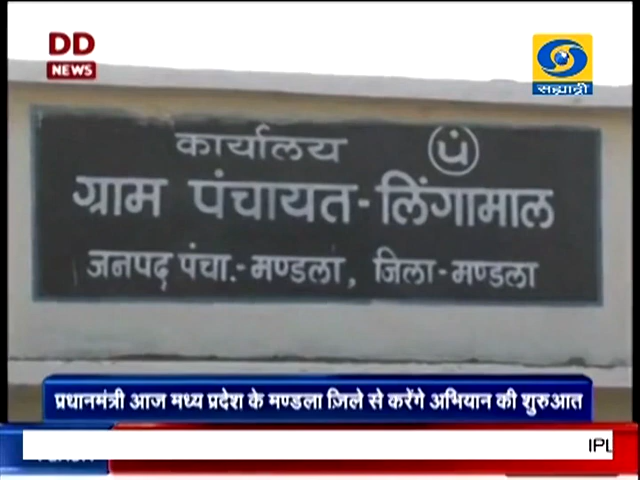 DD
NEWS
सह्याद्री
कार्यालय पं
ग्राम पंचायत-लिंगामाल
जनपद पंचा.-मण्डला, जिला-मण्डला
प्रधानमंत्री आज मध्य प्रदेश के मण्डला ज़िले से करेंगे अभियान की शुरुआत
IPL